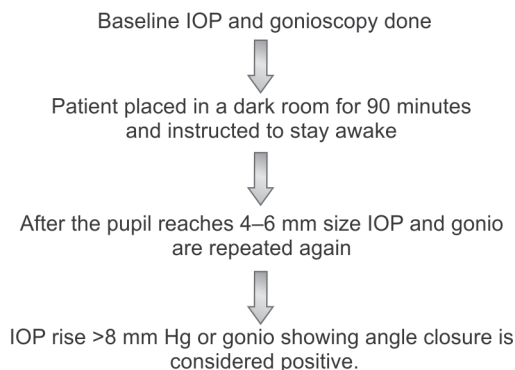 Baseline IOP and gonioscopy done
Patient placed in a dark room for 90 minutes
and instructed to stay awake
After the pupil reaches 4–6 mm size IOP and gonio
are repeated again
IOP rise >8 mm Hg or gonio showing angle closure is
considered positive.